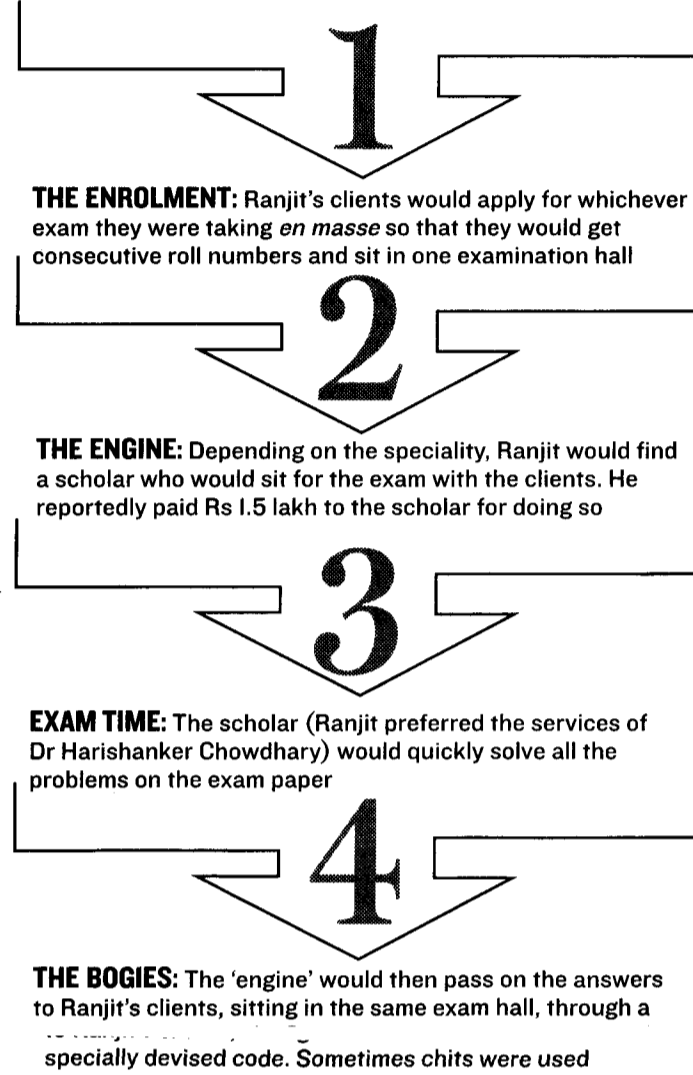 1
THE ENROLMENT: Ranjit's clients would apply for whichever
exam they were taking en masse so that they would get
consecutive roll numbers and sit in one examination hall
2
THE ENGINE: Depending on the speciality, Ranjit would find
a scholar who would sit for the exam with the clients. He
reportedly paid Rs 1.5 lakh to the scholar for doing so
3
EXAM TIME: The scholar (Ranjit preferred the services of
Dr Harishanker Chowdhary) would quickly solve all the
problems on the exam paper
4
THE BOGIES: The 'engine' would then pass on the answers
to Ranjit's clients, sitting in the same exam hall, through a
specially devised code. Sometimes chits were used